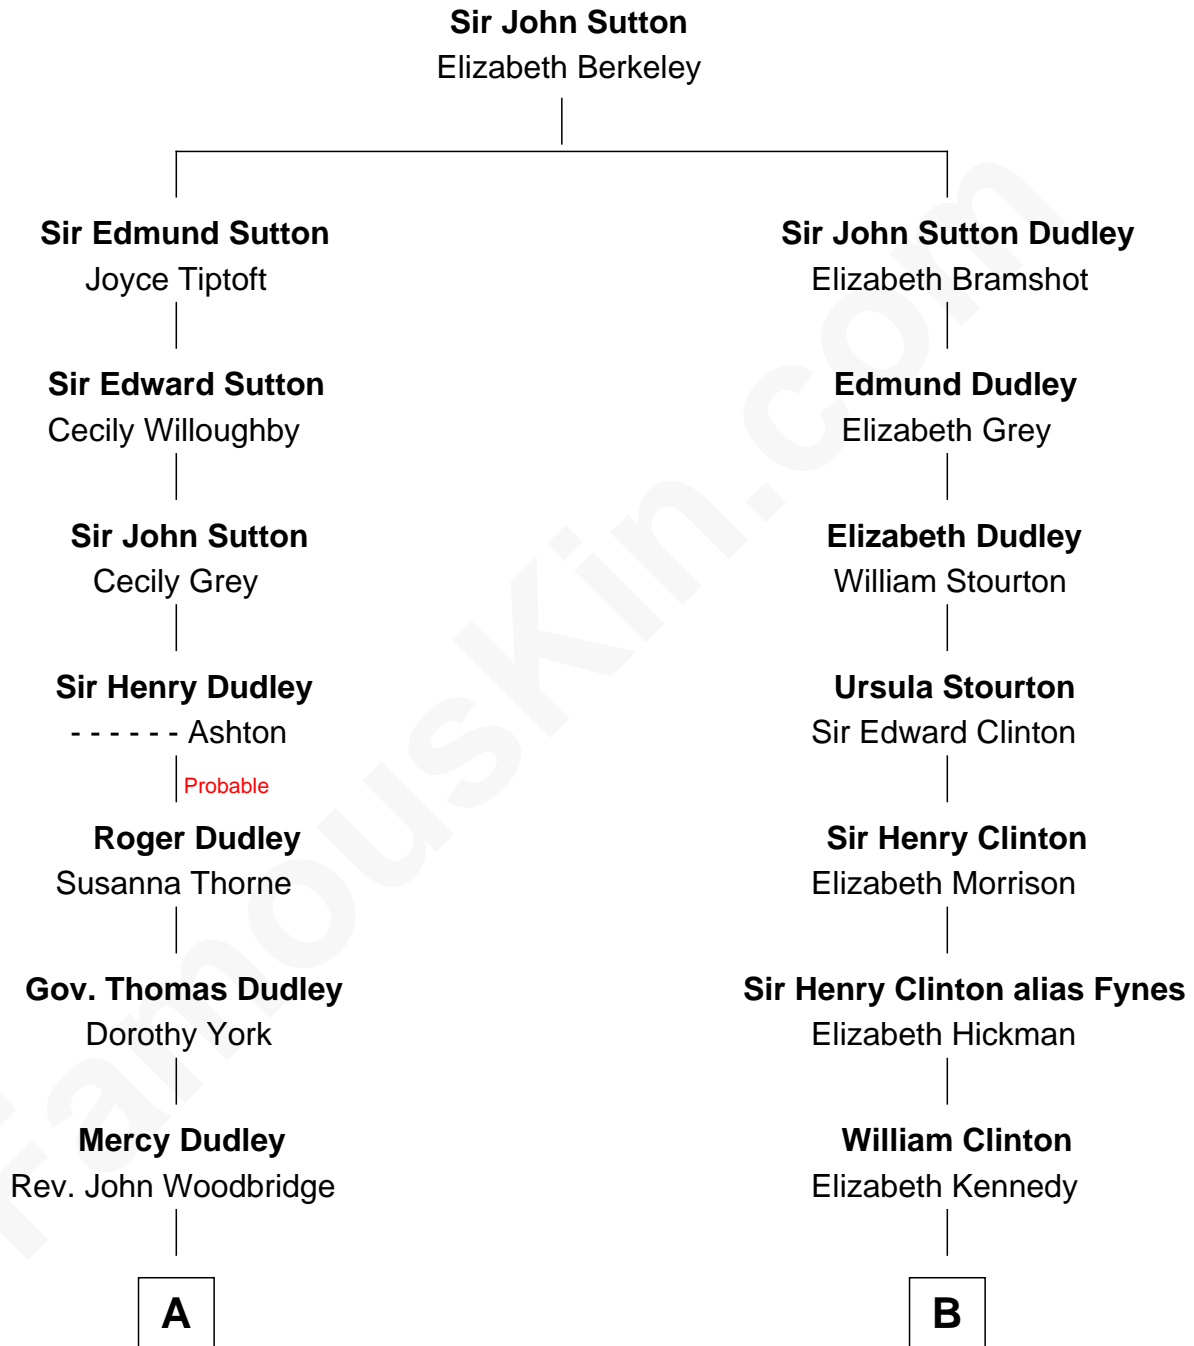 Sir John Sutton
Elizabeth Berkeley
Sir Edmund Sutton
Joyce Tiptoft
Sir John Sutton Dudley
Elizabeth Bramshot
Sir Edward Sutton
Cecily Willoughby
Edmund Dudley
Elizabeth Grey
Sir John Sutton
Cecily Grey
Elizabeth Dudley
William Stourton
Sir Henry Dudley
- - - - - - Ashton
Ursula Stourton
Sir Edward Clinton
Probable
Roger Dudley
Susanna Thorne
Sir Henry Clinton
Elizabeth Morrison
Gov. Thomas Dudley
Dorothy York
Sir Henry Clinton alias Fynes
Elizabeth Hickman
Mercy Dudley
Rev. John Woodbridge
William Clinton
Elizabeth Kennedy
A
B
FamousKin.com